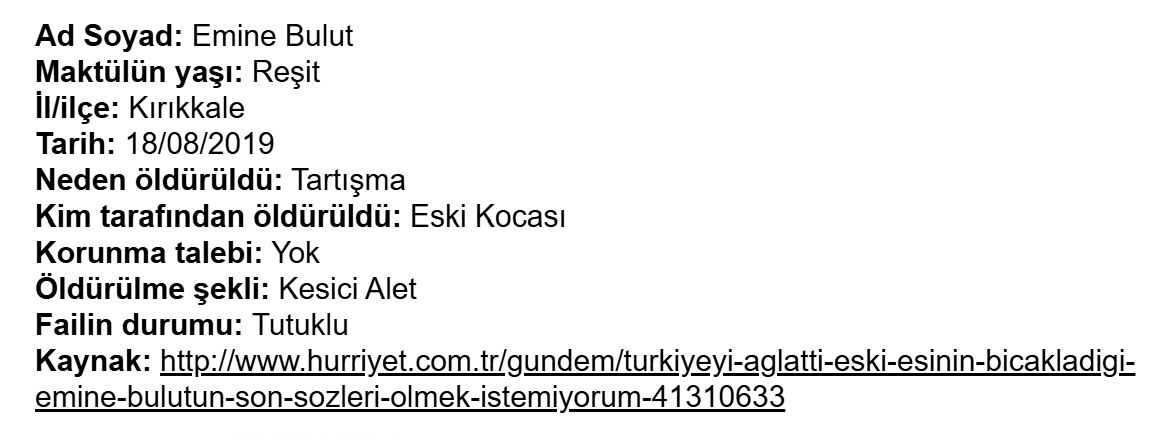 Ad Soyad: Emine Bulut
Maktülün yaşı: Reşit
İl/ilçe: Kırıkkale
Tarih: 18/08/2019
Neden öldürüldü: Tartışma
Kim tarafından öldürüldü: Eski Kocası
Korunma talebi: Yok
Öldürülme şekli: Kesici Alet
Failin durumu: Tutuklu
Kaynak: http://www.hurriyet.com.tr/gundem/turkiyeyi-aglatti-eski-esinin-bicakladigi-
emine-bulutun-son-sozleri-olmek-istemiyorum-41310633